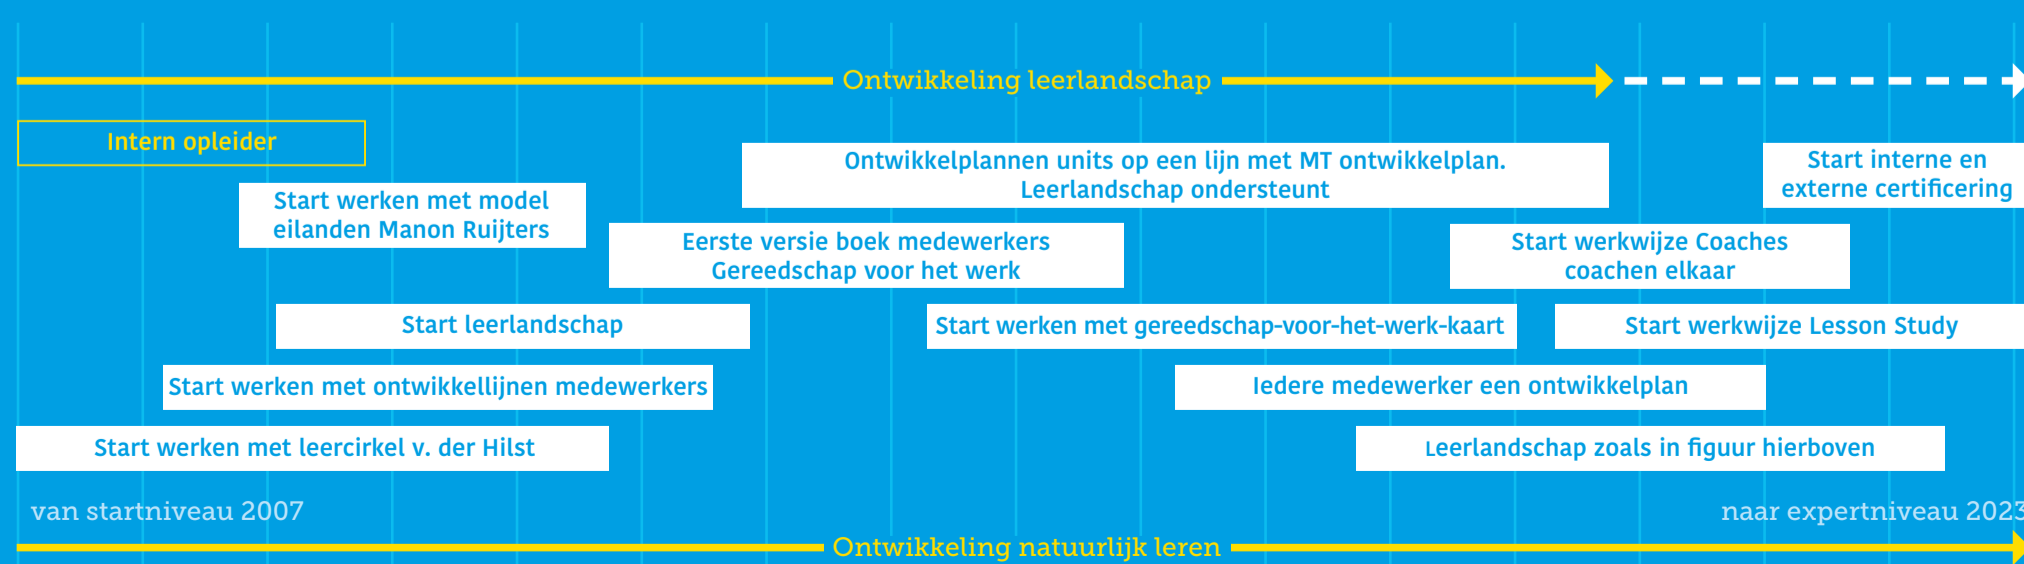 Ontwikkeling leerlandschap
Intern opleider
Ontwikkelplannen units op een lijn met MT ontwikkelplan.
Leerlandschap ondersteunt
Start interne en
externe certificering
Start werken met model
eilanden Manon Ruijters
Eerste versie boek medewerkers
Gereedschap voor het werk
Start werkwijze Coaches
coachen elkaar
Start leerlandschap
Start werken met gereedschap-voor-het-werk-kaart
Start werkwijze Lesson Study
Start werken met ontwikkellijnen medewerkers
Iedere medewerker een ontwikkelplan
Start werken met leercirkel v. der Hilst
Leerlandschap zoals in figuur hierboven
van startniveau 2007
naar expertniveau 2023
Ontwikkeling natuurlijk leren